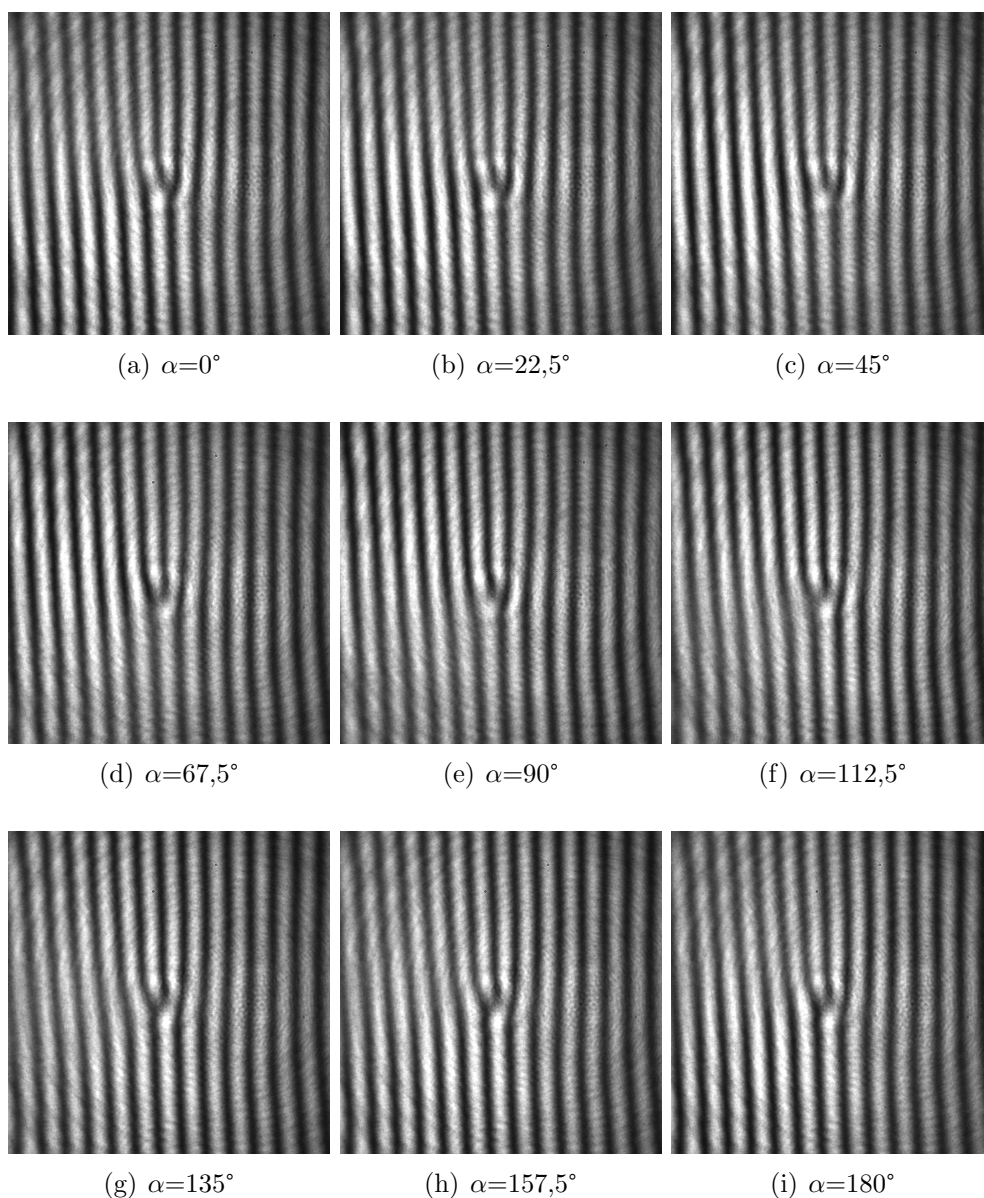 (a) α=0°
(b) α=22,5°
(c) α=45°
(d) α=67,5°
(e) α=90°
(f) α=112,5°
(g) α=135°
(h) α=157,5°
(i) α=180°